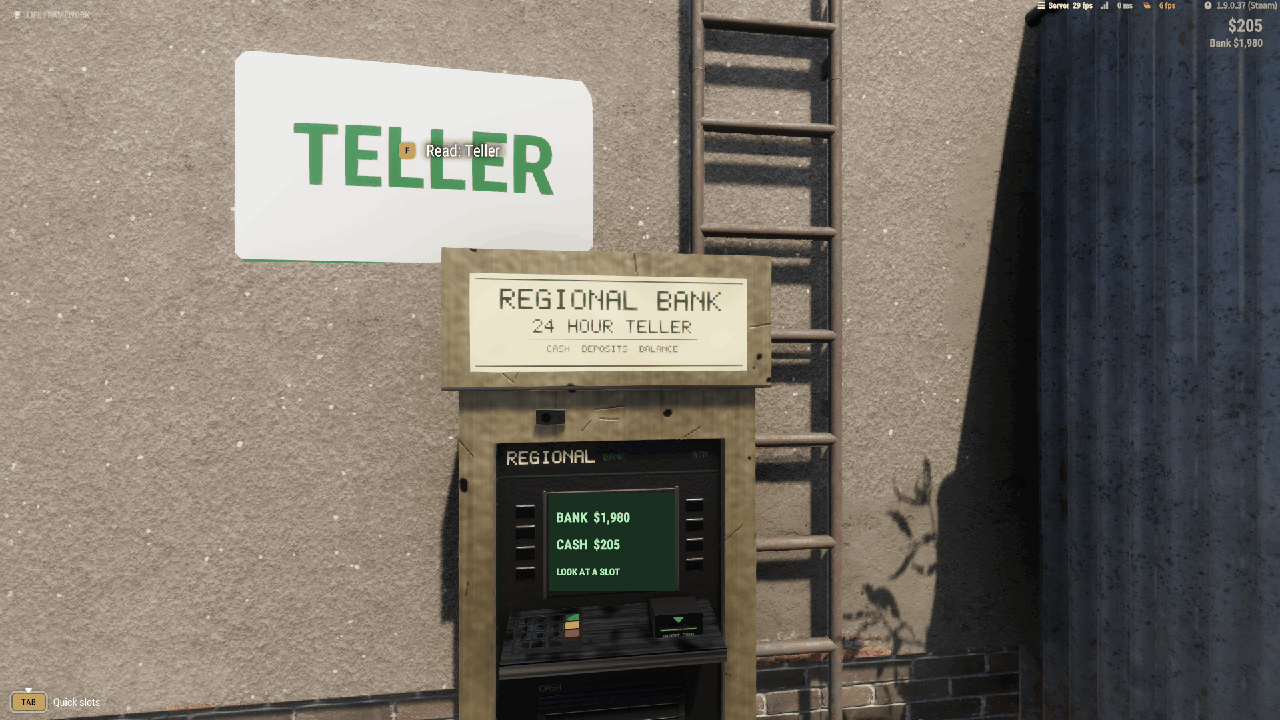 LIFE FRAMEWORK
Server 29 fps 0 ms 6 fps 1.9.0.37 (Steam)
$205
Bank $1,980
TELLER
F Read: Teller
REGIONAL BANK
24 HOUR TELLER
CASH DEPOSITS BALANCE
REGIONAL BANK ATM
BANK $1,980
CASH $205
LOOK AT A SLOT
CASH
TAB Quick slots